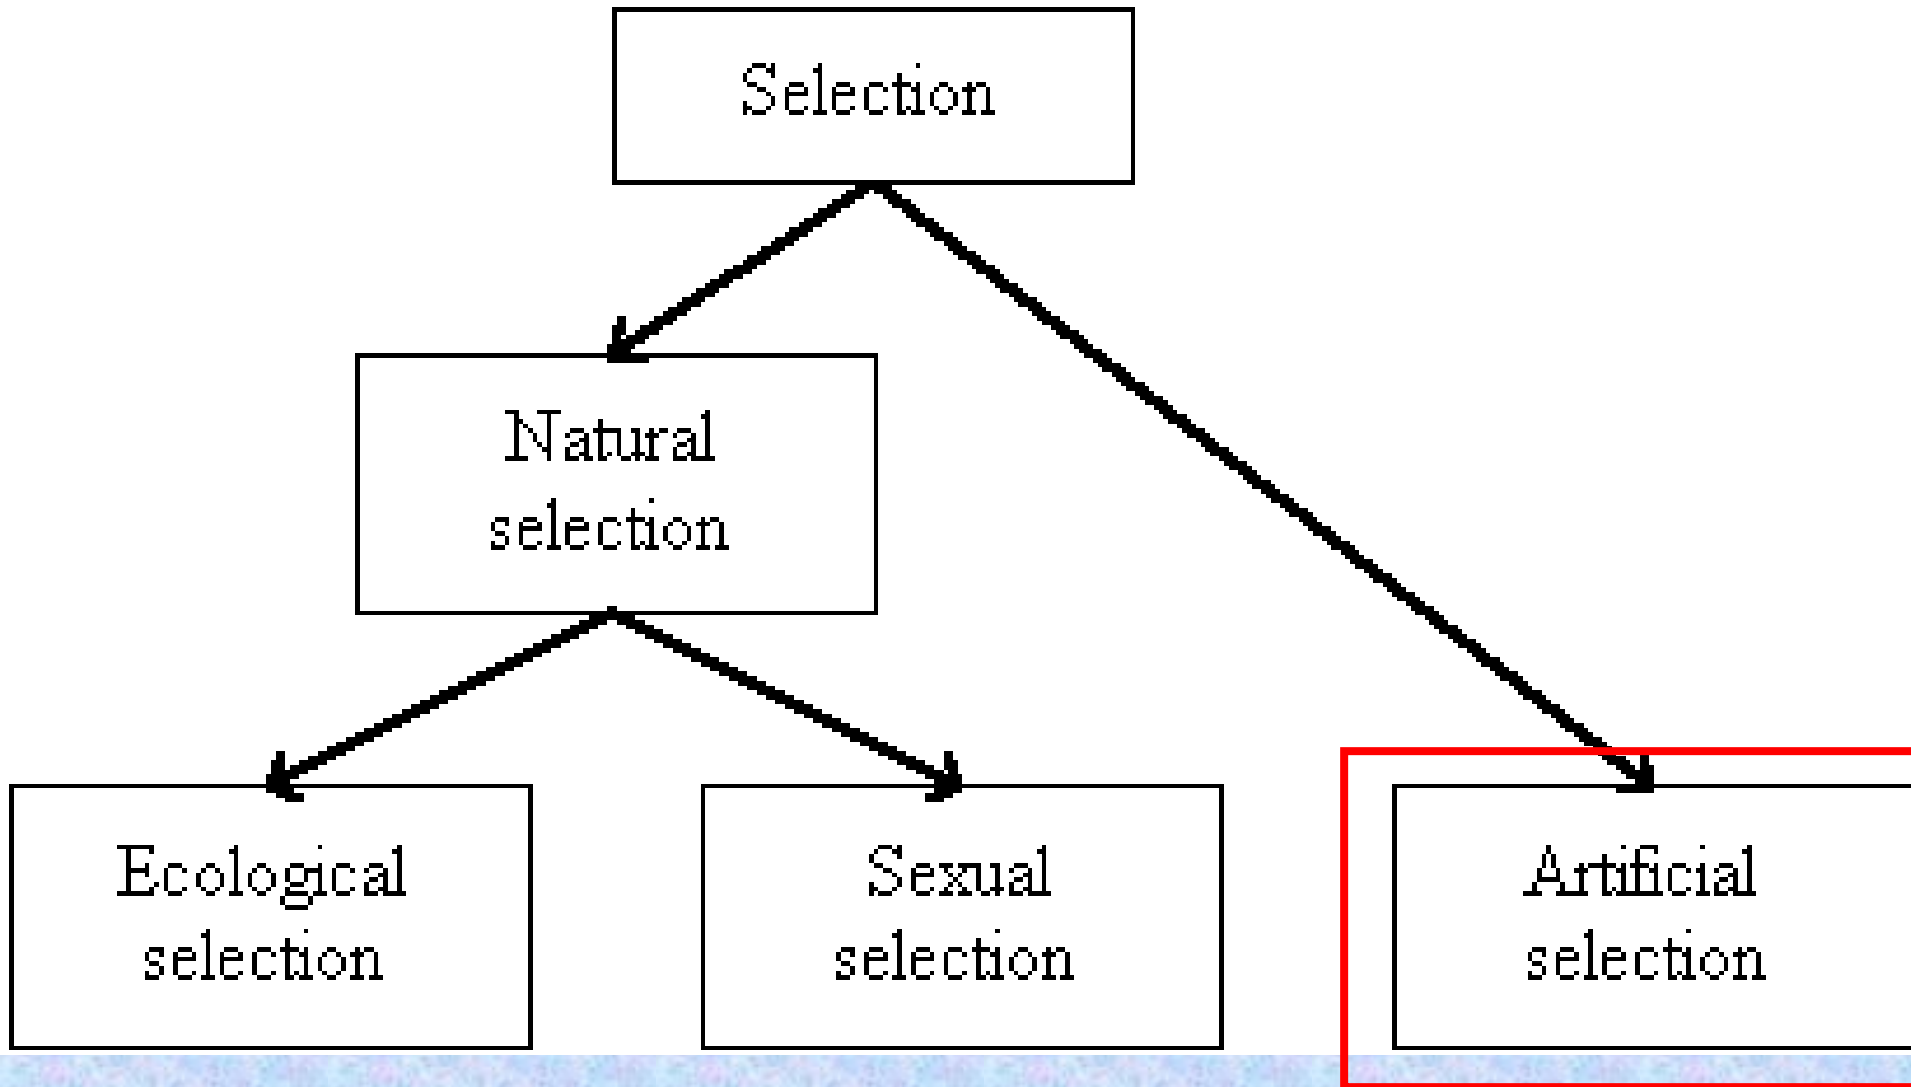 Selection
Natural
selection
Ecological
selection
Sexual
selection
Artificial
selection